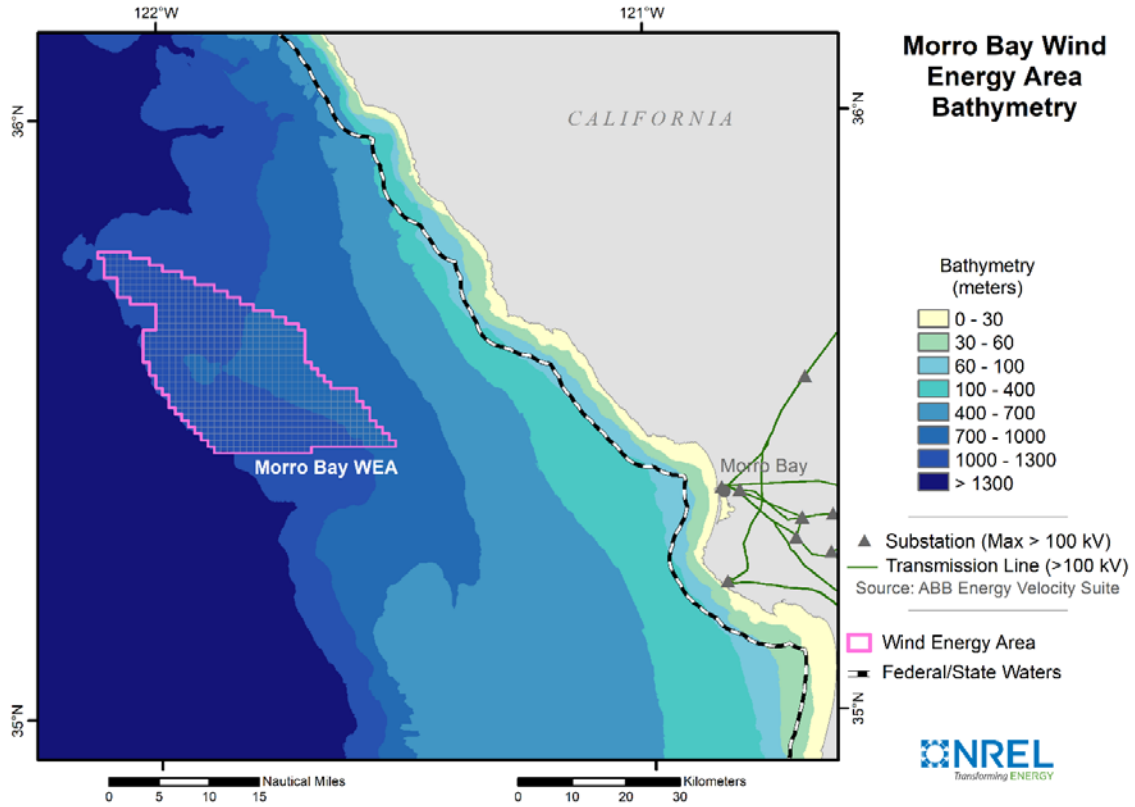 122°W
121°W
36°N
36°N
CALIFORNIA
Morro Bay WEA
Morro Bay
35°N
35°N
Nautical Miles
0 5 10 15
Kilometers
0 10 20 30
Morro Bay Wind
Energy Area
Bathymetry
Bathymetry
(meters)
0 - 30
30 - 60
60 - 100
100 - 400
400 - 700
700 - 1000
1000 - 1300
> 1300
Substation (Max > 100 kV)
Transmission Line (>100 kV)
Source: ABB Energy Velocity Suite
Wind Energy Area
Federal/State Waters
NREL
Transforming ENERGY